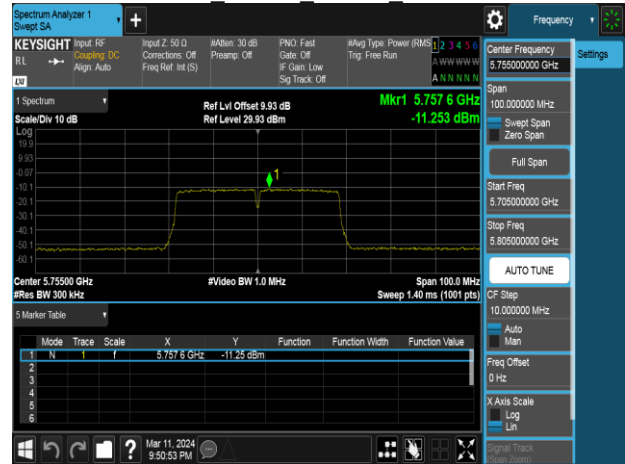 Spectrum Analyzer 1
Swept SA
+
Frequency
KEYSIGHT
RL
LXI
Input: RF
Coupling: DC
Align: Auto
Input Z: 50 Ω
Corrections: Off
Freq Ref: Int (S)
#Atten: 30 dB
Preamp: Off
PNO: Fast
Gate: Off
IF Gain: Low
Sig Track: Off
#Avg Type: Power (RMS
Trig: Free Run
1 2 3 4 5 6
A W W W W W
A N N N N N
1 Spectrum
Scale/Div 10 dB
Log
Ref Lvl Offset 9.93 dB
Ref Level 29.93 dBm
Mkr1 5.757 6 GHz
-11.253 dBm
19.9
9.93
-0.07
-10.1
-20.1
-30.1
-40.1
-50.1
-60.1
1
Center 5.75500 GHz
#Res BW 300 kHz
#Video BW 1.0 MHz
Span 100.0 MHz
Sweep 1.40 ms (1001 pts)
5 Marker Table
Mode Trace Scale X Y Function Function Width Function Value
1 N 1 f 5.757 6 GHz -11.25 dBm
2
3
4
5
6
Mar 11, 2024
9:50:53 PM
?
Center Frequency
5.755000000 GHz
Span
100.000000 MHz
Swept Span
Zero Span
Full Span
Start Freq
5.705000000 GHz
Stop Freq
5.805000000 GHz
AUTO TUNE
CF Step
10.000000 MHz
Auto
Man
Freq Offset
0 Hz
X Axis Scale
Log
Lin
Signal Track
(Span Zoom)
Settings